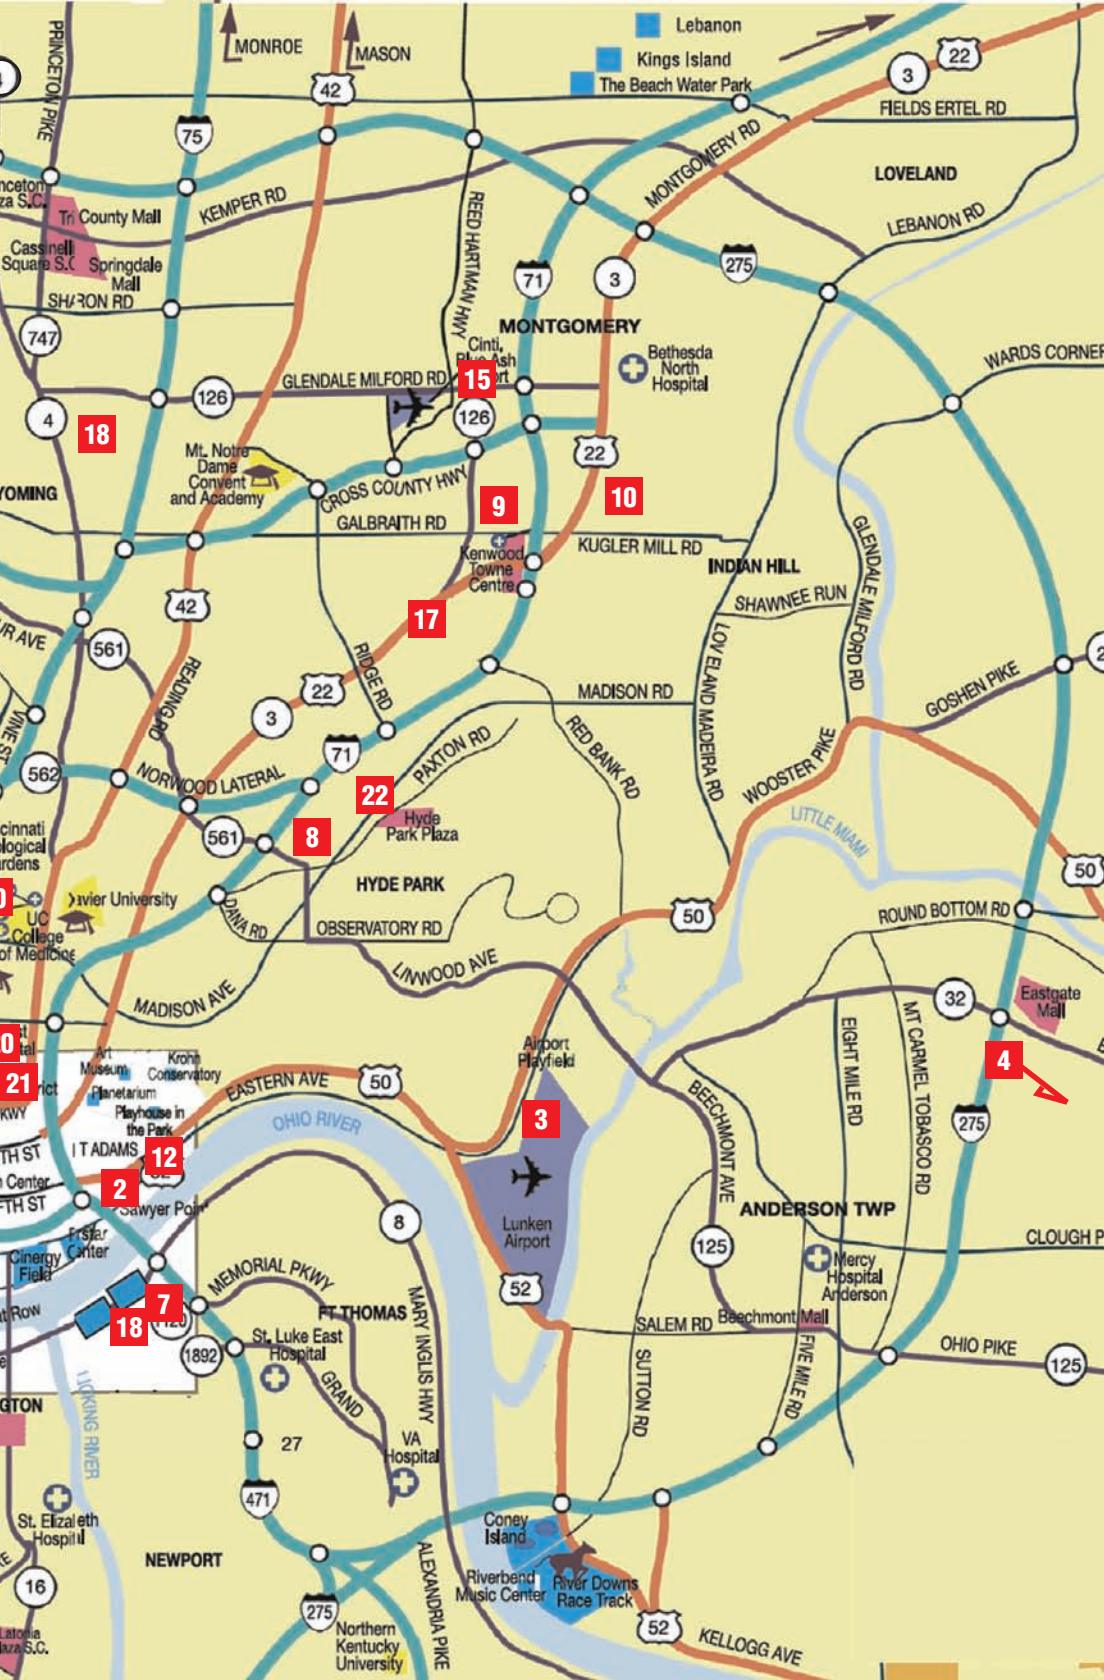 PRINCETON PIKE
MONROE
MASON
Lebanon
Kings Island
The Beach Water Park
42
75
3
22
FIELDS ERTEL RD
MONTGOMERY RD
LOVELAND
KEMPER RD
REED HARTMAN HWY
LEBANON RD
Tri County Mall
Cassinell
Square S.C
Springdale
Mall
SHARON RD
71
3
275
747
MONTGOMERY
Cinti,
Blue Ash
15
Bethesda
North
Hospital
WARDS CORNER
GLENDALE MILFORD RD
126
126
4
18
22
Mt. Notre
Dame
Convent
and Academy
CROSS COUNTY HWY
9
10
GALBRAITH RD
KUGLER MILL RD
Kenwood
Towne
Centre
INDIAN HILL
GLENDALE MILFORD RD
SHAWNEE RUN
42
17
561
READING RD
RIDGE RD
22
3
MADISON RD
LOVELAND MADEIRA RD
GOSHEN PIKE
VINE ST
71
PAXTON RD
RED BANK RD
WOOSTER PIKE
562
NORWOOD LATERAL
22
Hyde
Park Plaza
LITTLE MIAMI
561
8
50
HYDE PARK
Xavier University
UC
College
of Medicine
DANA RD
OBSERVATORY RD
50
ROUND BOTTOM RD
LINWOOD AVE
MADISON AVE
32
Eastgate
Mall
MT CARMEL TOBASCO RD
EIGHT MILE RD
4
Art
Museum
Krohn
Conservatory
Planetarium
Playhouse in
the Park
21
EASTERN AVE
50
Airport
Playfield
3
BEECHMONT AVE
275
OHIO RIVER
12
2
Sawyer Point
8
Lunken
Airport
ANDERSON TWP
125
Mercy
Hospital
Anderson
CLOUGH P
Cinergy
Field
Firstar
Center
7
18
1892
MEMORIAL PKWY
FT THOMAS
St. Luke East
Hospital
GRAND
MARY INGLIS HWY
52
SALEM RD
Beechmont Mall
SUTTON RD
FIVE MILE RD
OHIO PIKE
125
LICKING RIVER
27
VA
Hospital
471
St. Elizabeth
Hospital
NEWPORT
16
Coney
Island
Riverbend
Music Center
River Downs
Race Track
275
ALEXANDRIA PIKE
Northern
Kentucky
University
52
KELLOGG AVE